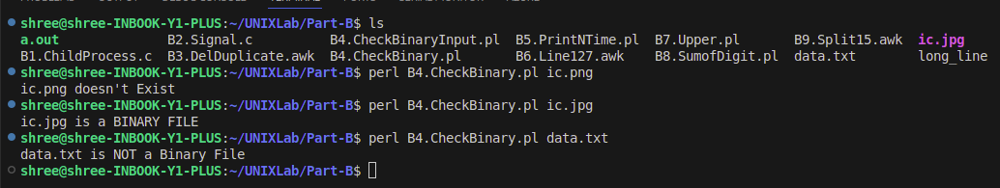 shree@shree-INBOOK-Y1-PLUS:~/UNIXLab/Part-B$ ls
a.out B2.Signal.c B4.CheckBinaryInput.pl B5.PrintNTime.pl B7.Upper.pl B9.Split15.awk ic.jpg
B1.ChildProcess.c B3.DelDuplicate.awk B4.CheckBinary.pl B6.Line127.awk B8.SumofDigit.pl data.txt long_line
shree@shree-INBOOK-Y1-PLUS:~/UNIXLab/Part-B$ perl B4.CheckBinary.pl ic.png
ic.png doesn't Exist
shree@shree-INBOOK-Y1-PLUS:~/UNIXLab/Part-B$ perl B4.CheckBinary.pl ic.jpg
ic.jpg is a BINARY FILE
shree@shree-INBOOK-Y1-PLUS:~/UNIXLab/Part-B$ perl B4.CheckBinary.pl data.txt
data.txt is NOT a Binary File
shree@shree-INBOOK-Y1-PLUS:~/UNIXLab/Part-B$